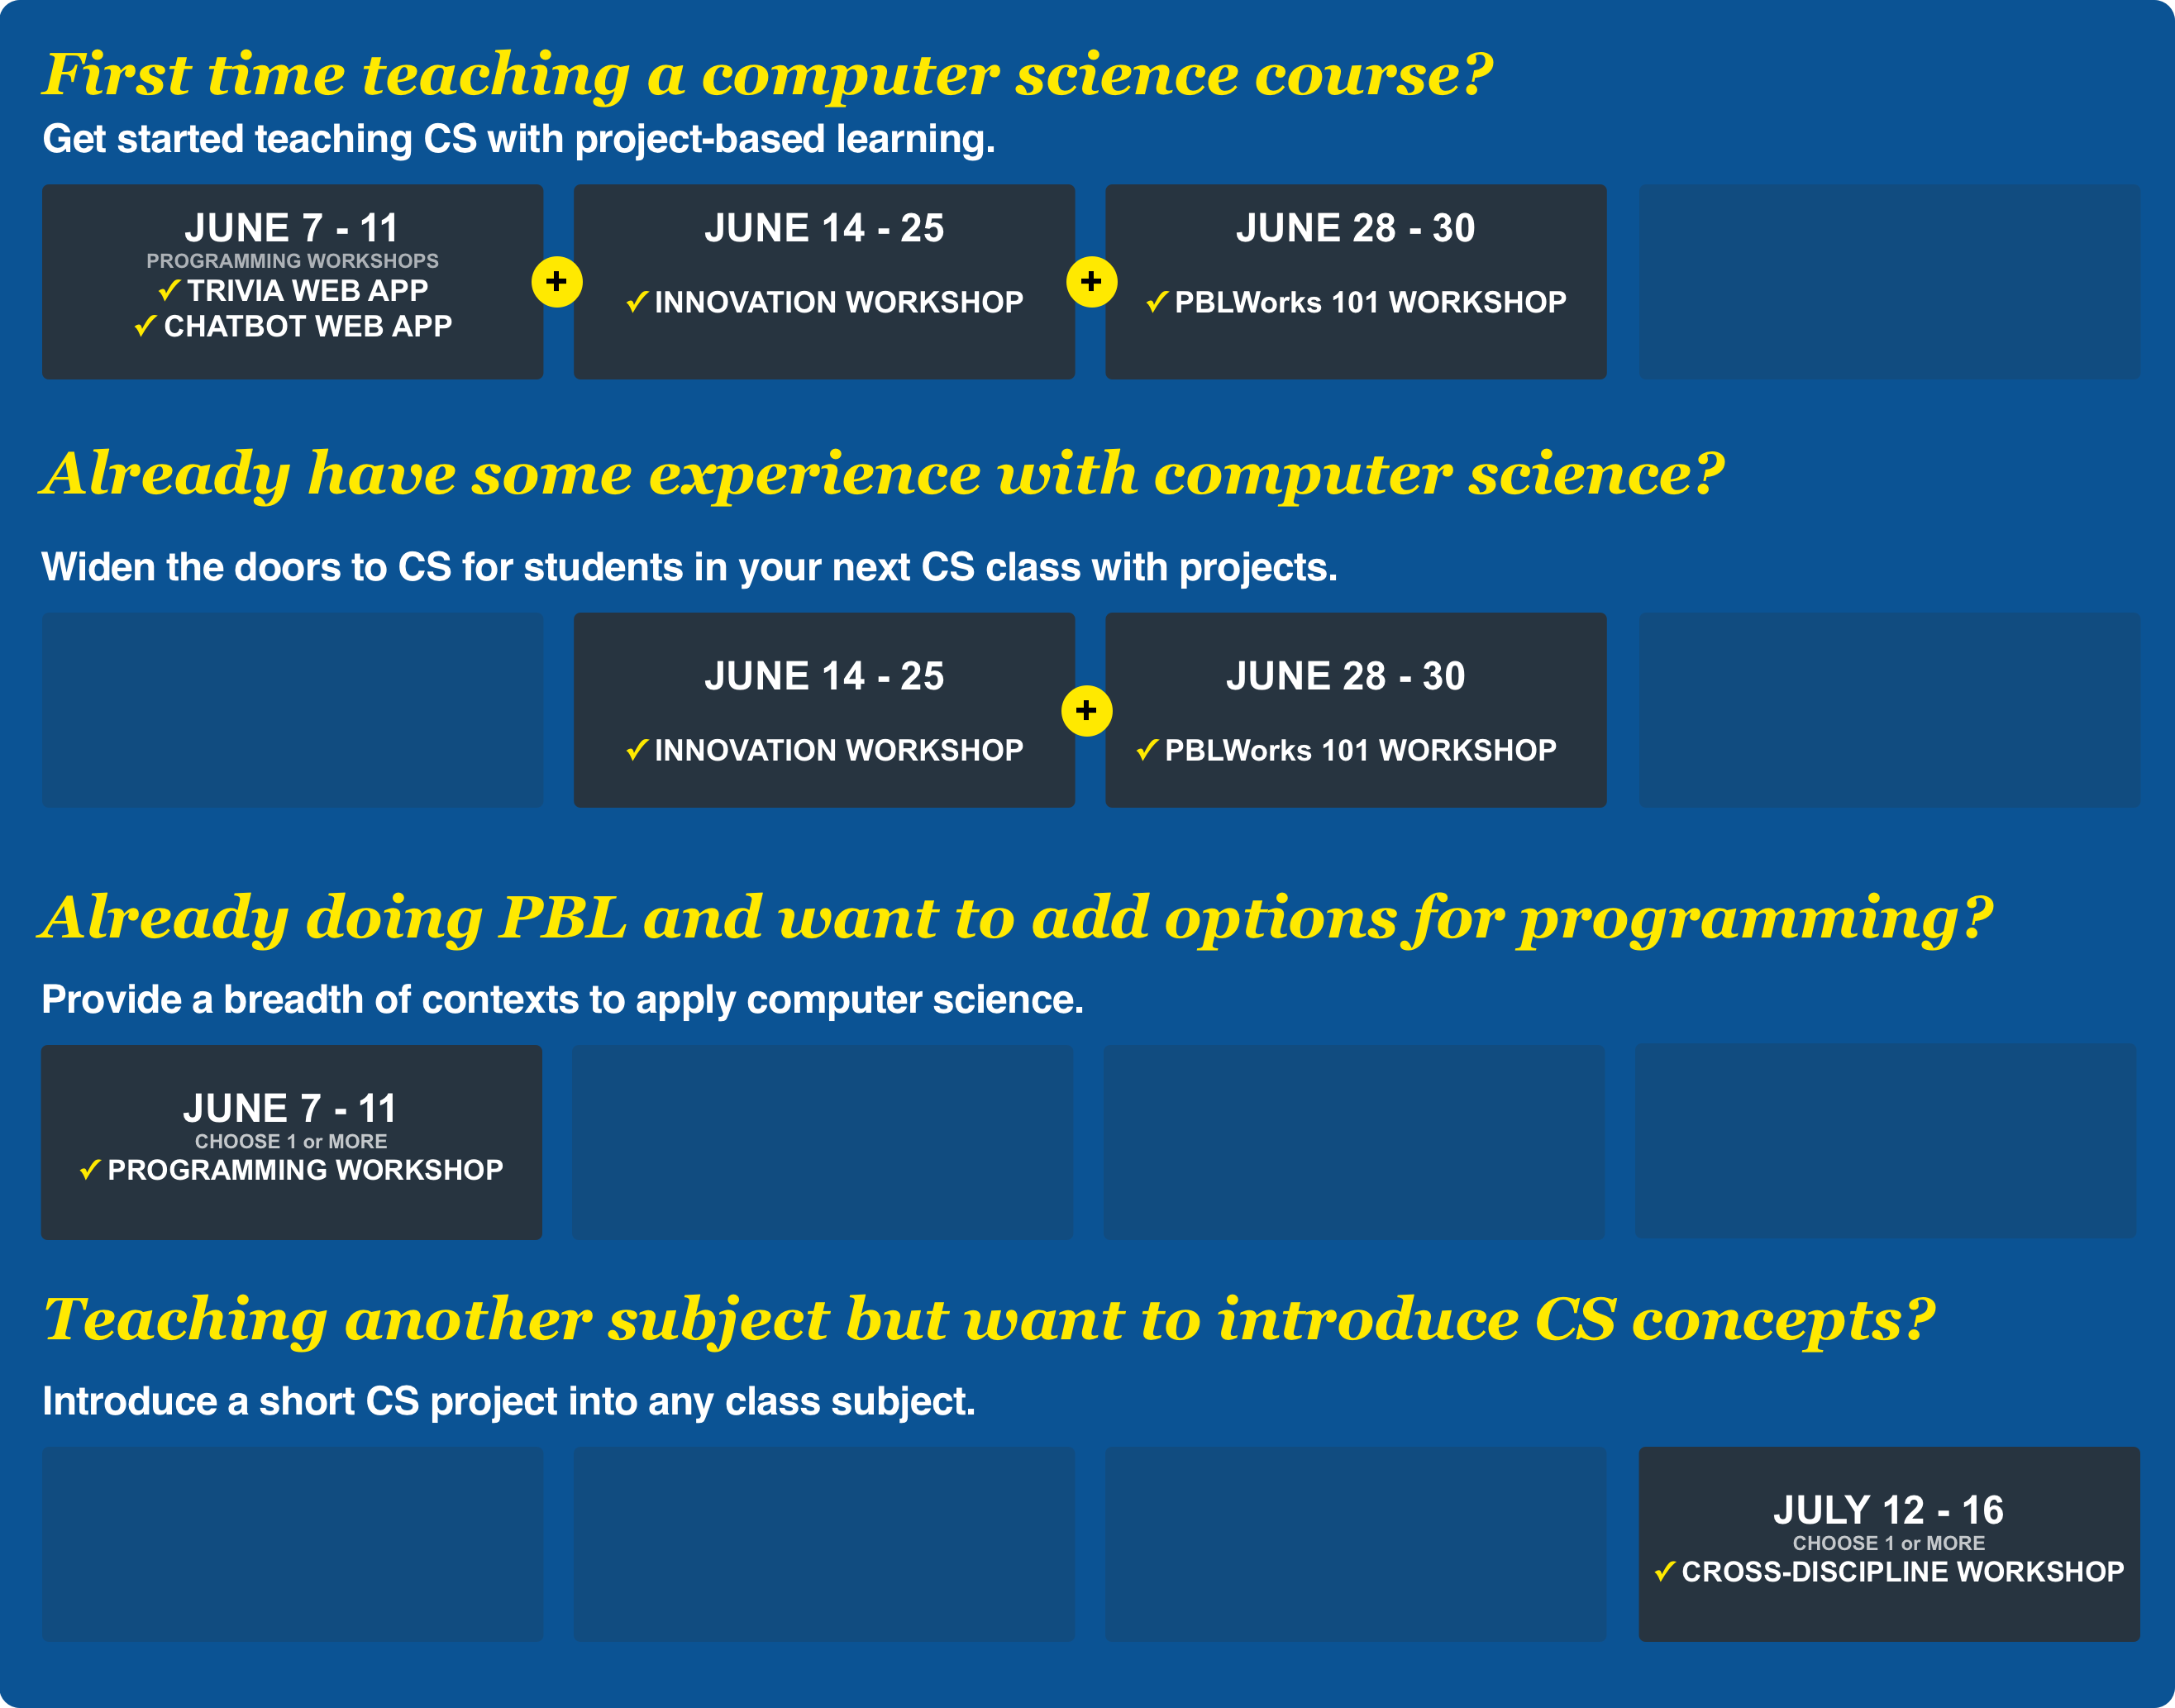 First time teaching a computer science course?
Get started teaching CS with project-based learning.
JUNE 7 - 11
PROGRAMMING WORKSHOPS
✓ TRIVIA WEB APP
✓ CHATBOT WEB APP
+
JUNE 14 - 25
✓ INNOVATION WORKSHOP
+
JUNE 28 - 30
✓ PBLWorks 101 WORKSHOP
Already have some experience with computer science?
Widen the doors to CS for students in your next CS class with projects.
JUNE 14 - 25
✓ INNOVATION WORKSHOP
+
JUNE 28 - 30
✓ PBLWorks 101 WORKSHOP
Already doing PBL and want to add options for programming?
Provide a breadth of contexts to apply computer science.
JUNE 7 - 11
CHOOSE 1 or MORE
✓ PROGRAMMING WORKSHOP
Teaching another subject but want to introduce CS concepts?
Introduce a short CS project into any class subject.
JULY 12 - 16
CHOOSE 1 or MORE
✓ CROSS-DISCIPLINE WORKSHOP